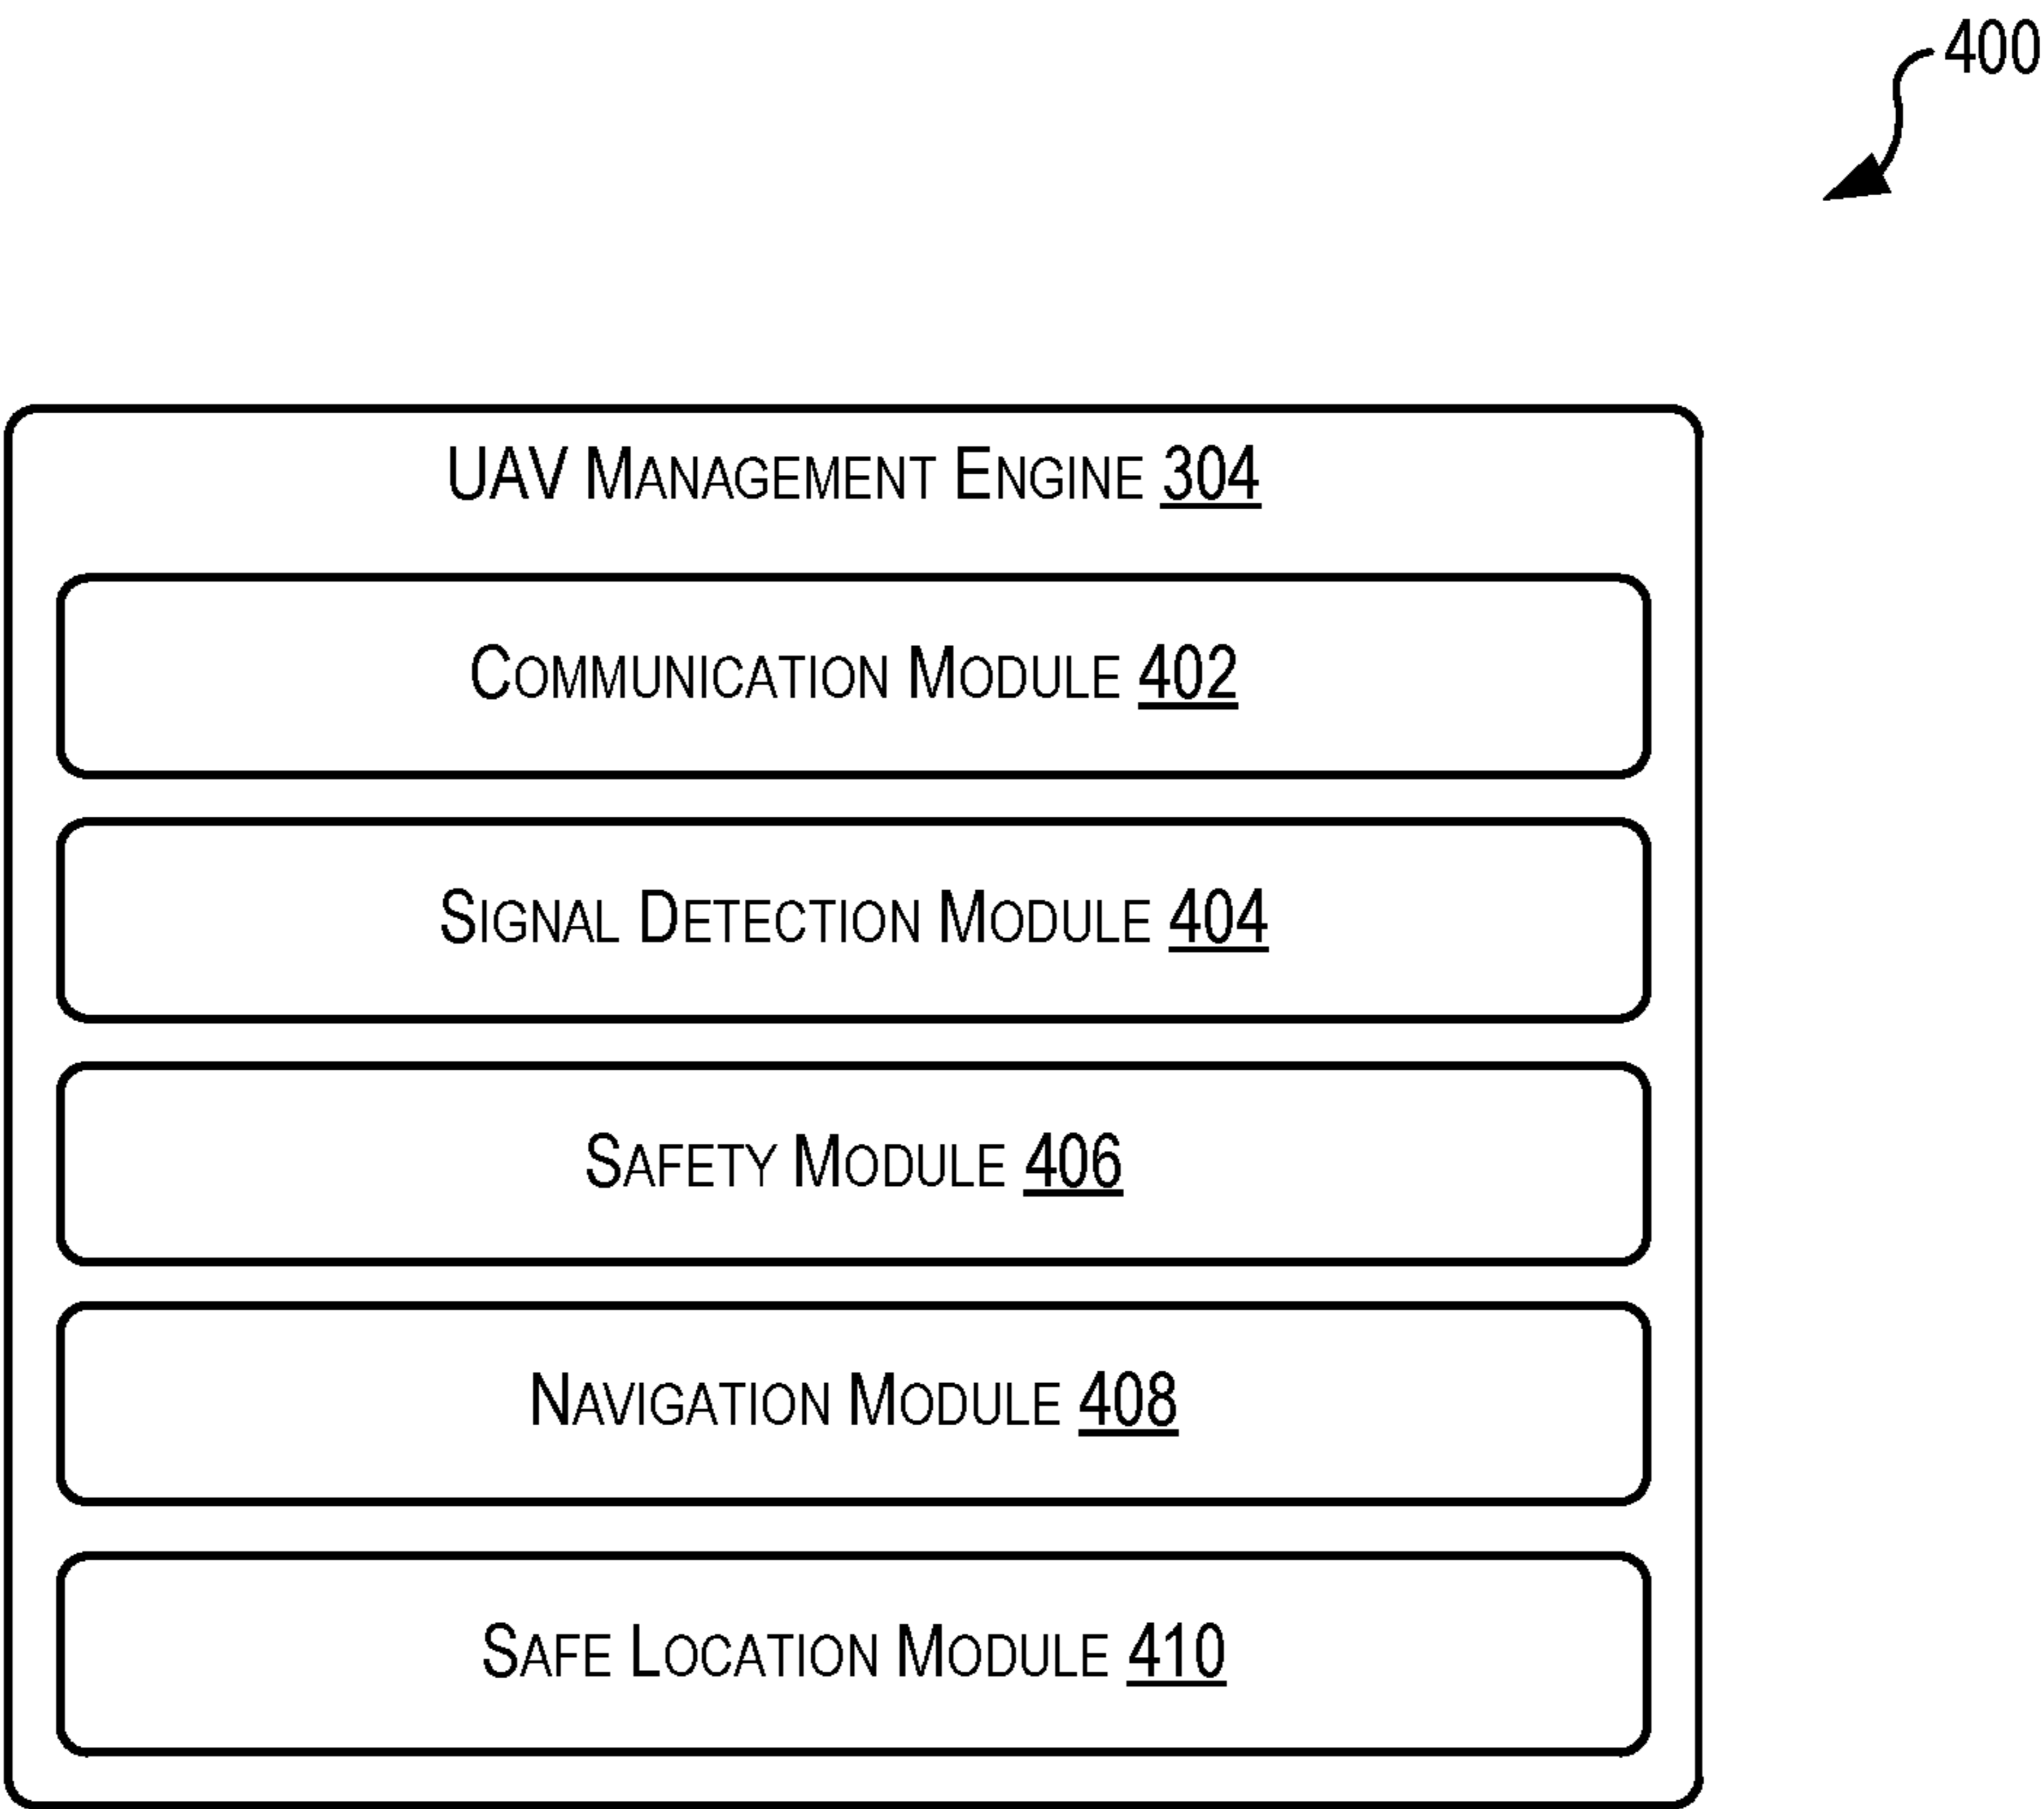 400
UAV MANAGEMENT ENGINE 304
COMMUNICATION MODULE 402
SIGNAL DETECTION MODULE 404
SAFETY MODULE 406
NAVIGATION MODULE 408
SAFE LOCATION MODULE 410